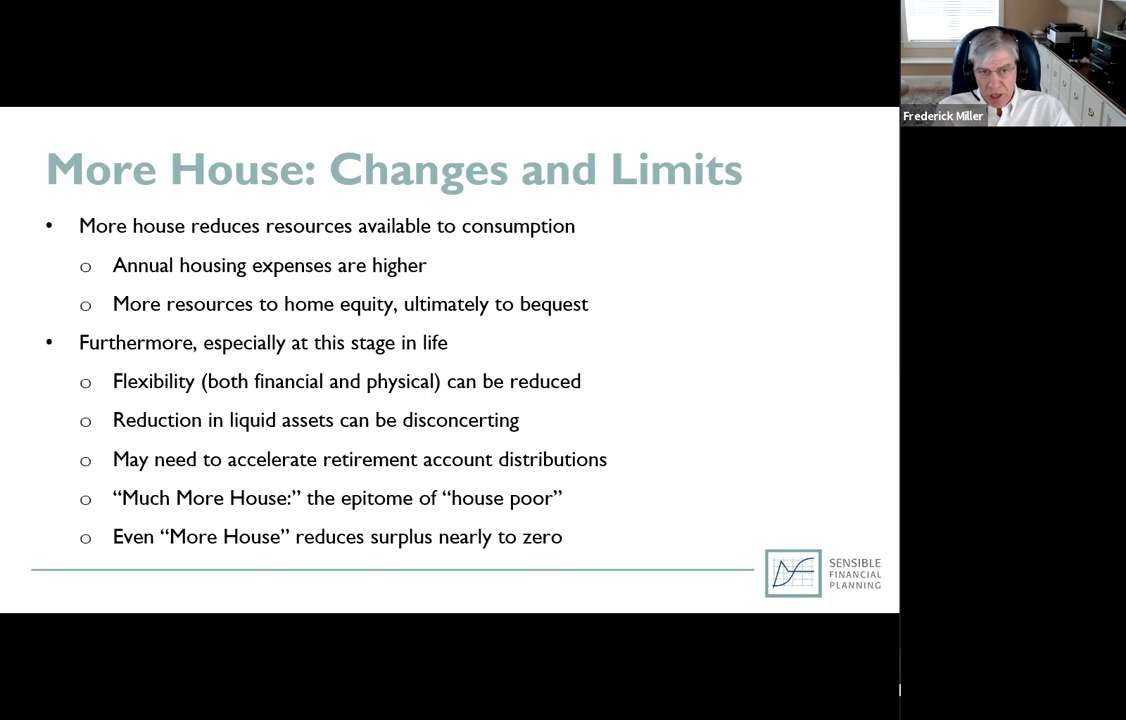 More House: Changes and Limits
• More house reduces resources available to consumption
o Annual housing expenses are higher
o More resources to home equity, ultimately to bequest
• Furthermore, especially at this stage in life
o Flexibility (both financial and physical) can be reduced
o Reduction in liquid assets can be disconcerting
o May need to accelerate retirement account distributions
o “Much More House:” the epitome of “house poor”
o Even “More House” reduces surplus nearly to zero
SENSIBLE
FINANCIAL
PLANNING
Frederick Miller